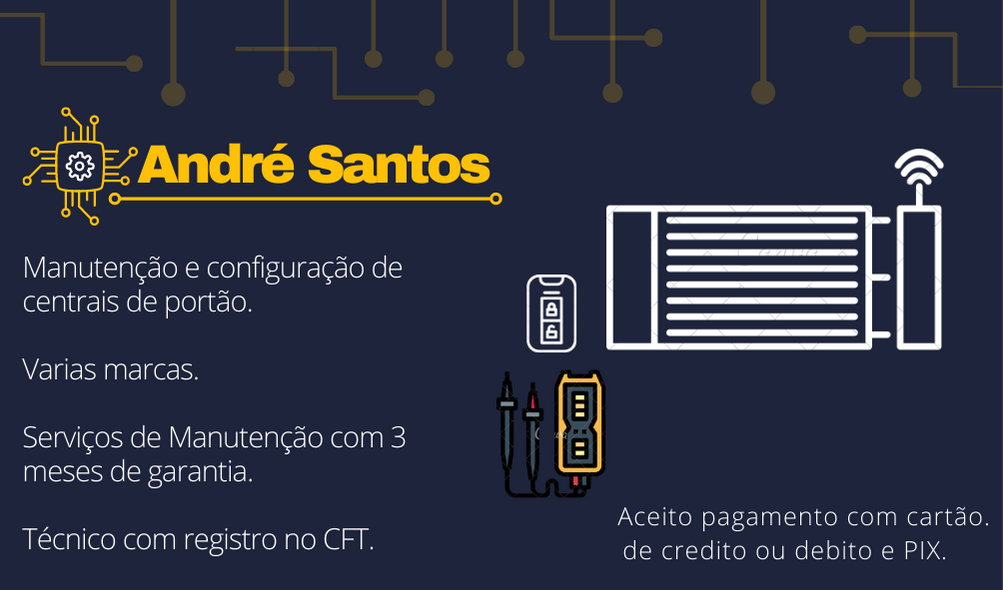 André Santos
Manutenção e configuração de
centrais de portão.
Varias marcas.
Serviços de Manutenção com 3
meses de garantia.
Técnico com registro no CFT.
Aceito pagamento com cartão.
de credito ou debito e PIX.